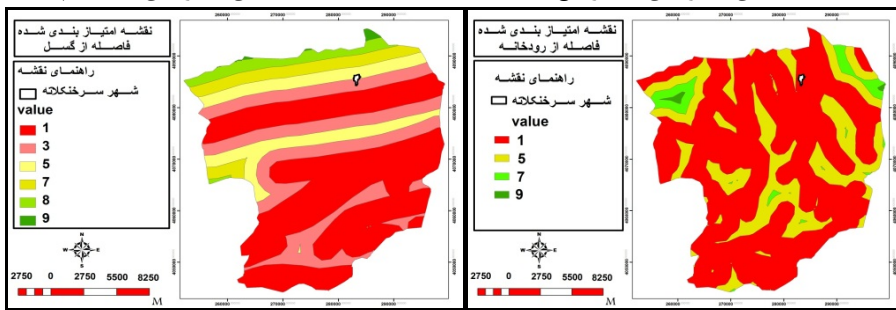 نقشه امتیاز بندی شده
فاصله از گسل
راهنمای نقشه
شهر سرخنکلاته
value
1
3
5
7
8
9
N
W E
S
2750 0 2750 5500 8250
M
نقشه امتیاز بندی شده
فاصله از رودخانه
راهنمای نقشه
شهر سرخنکلاته
value
1
5
7
9
N
W E
S
2750 0 2750 5500 8250
M